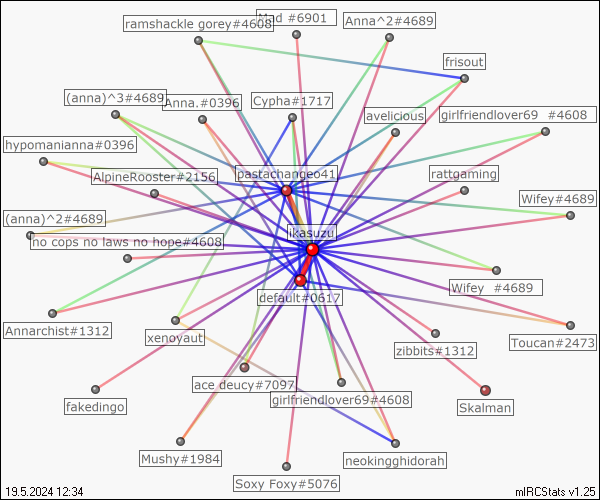 ramshackle gorey#4608
Mad #6901
Anna^2#4689
frisout
(anna)^3#4689
Anna.#0396
Cypha#1717
avelicious
girlfriendlover69 #4608
hypomanianna#0396
AlpineRooster#2156
pastachangeo41
rattgaming
Wifey#4689
(anna)^2#4689
ikasuzu
no cops no laws no hope#4608
Wifey #4689
default#0617
Annarchist#1312
xenoyaut
zibbits#1312
Toucan#2473
ace deucy#7097
girlfriendlover69#4608
fakedingo
Skalman
Mushy#1984
neokingghidorah
Soxy Foxy#5076
19.5.2024 12:34
mIRCStats v1.25